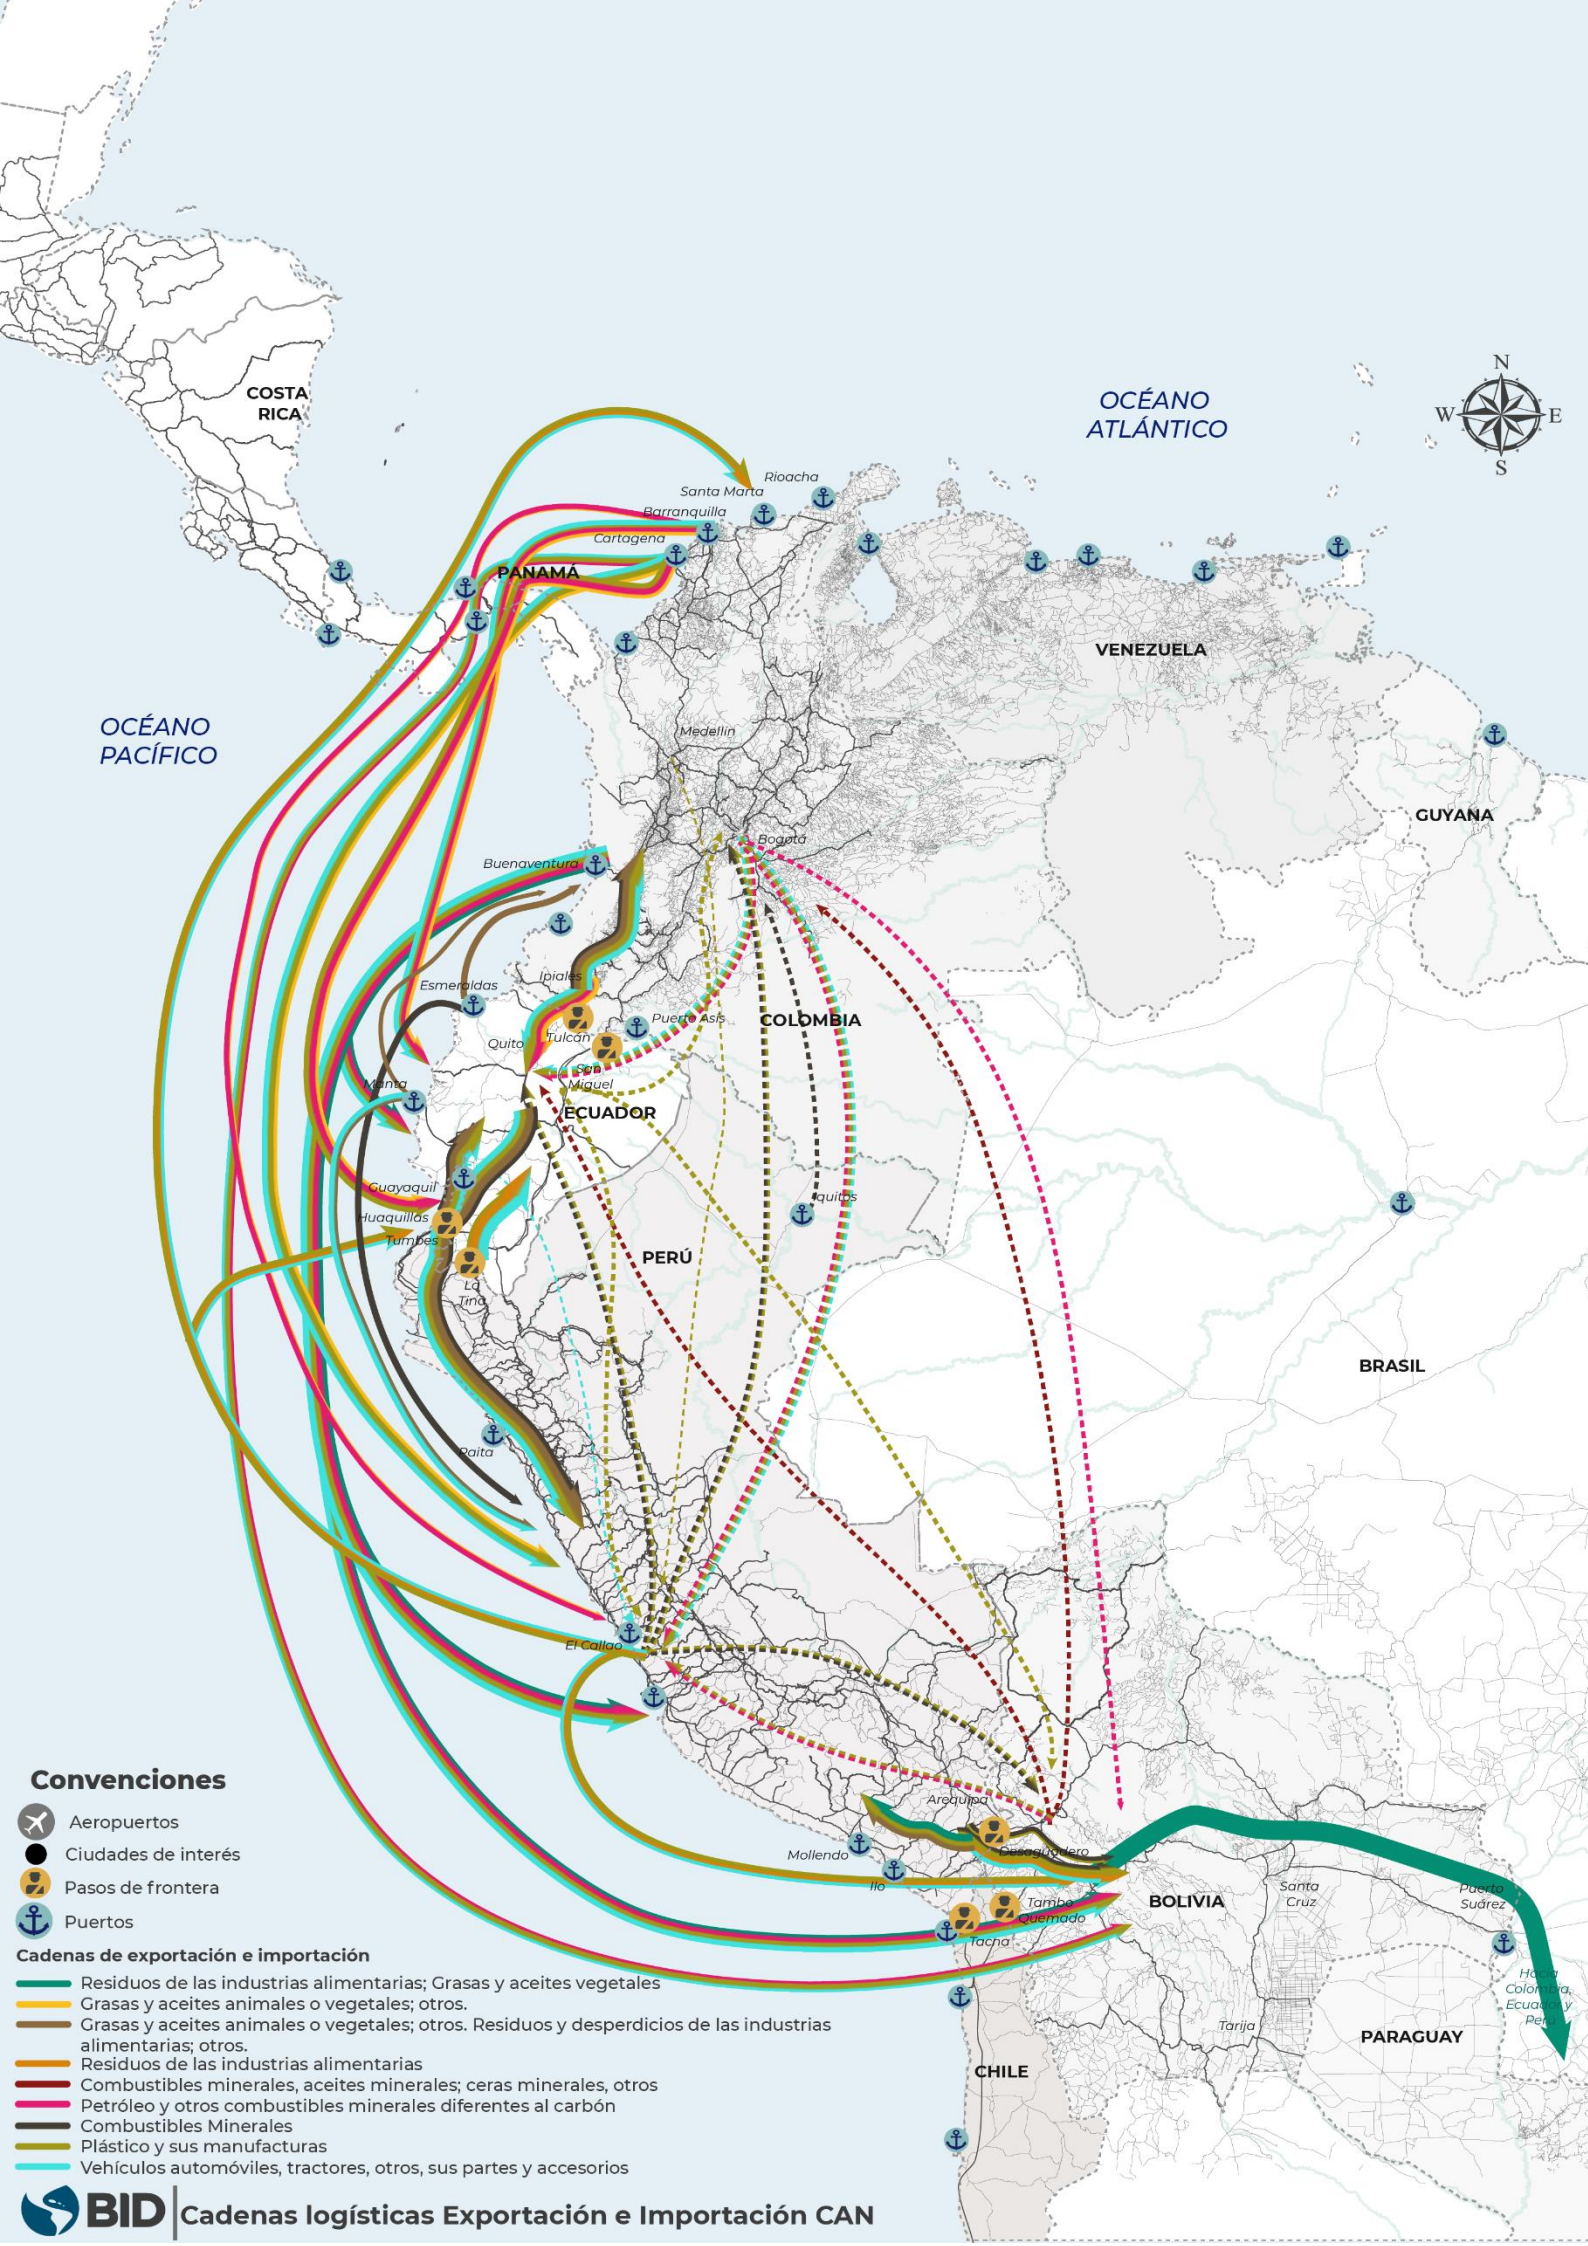 N
W
E
S
COSTA
RICA
OCÉANO
ATLÁNTICO
Rioacha
Santa Marta
Barranquilla
Cartagena
PANAMÁ
VENEZUELA
OCÉANO
PACÍFICO
Medellín
GUYANA
Bogotá
Buenaventura
Ipiales
Esmeraldas
Puerto Asís
COLOMBIA
Tulcán
Quito
San
Miguel
Manta
ECUADOR
Guayaquil
Iquitos
Huaquillas
Tumbes
PERÚ
La
Tina
BRASIL
Paita
El Callao
Arequipa
Mollendo
Desaguadero
Ilo
Tambo
Quemado
BOLIVIA
Santa
Cruz
Puerto
Suárez
Tacha
Hacia
Colombia,
Ecuador y
Perú
Tarija
PARAGUAY
CHILE
Convenciones
Aeropuertos
Ciudades de interés
Pasos de frontera
Puertos
Cadenas de exportación e importación
Residuos de las industrias alimentarias; Grasas y aceites vegetales
Grasas y aceites animales o vegetales; otros.
Grasas y aceites animales o vegetales; otros. Residuos y desperdicios de las industrias
alimentarias; otros.
Residuos de las industrias alimentarias
Combustibles minerales, aceites minerales; ceras minerales, otros
Petróleo y otros combustibles minerales diferentes al carbón
Combustibles Minerales
Plástico y sus manufacturas
Vehículos automóviles, tractores, otros, sus partes y accesorios
BID Cadenas logísticas Exportación e Importación CAN